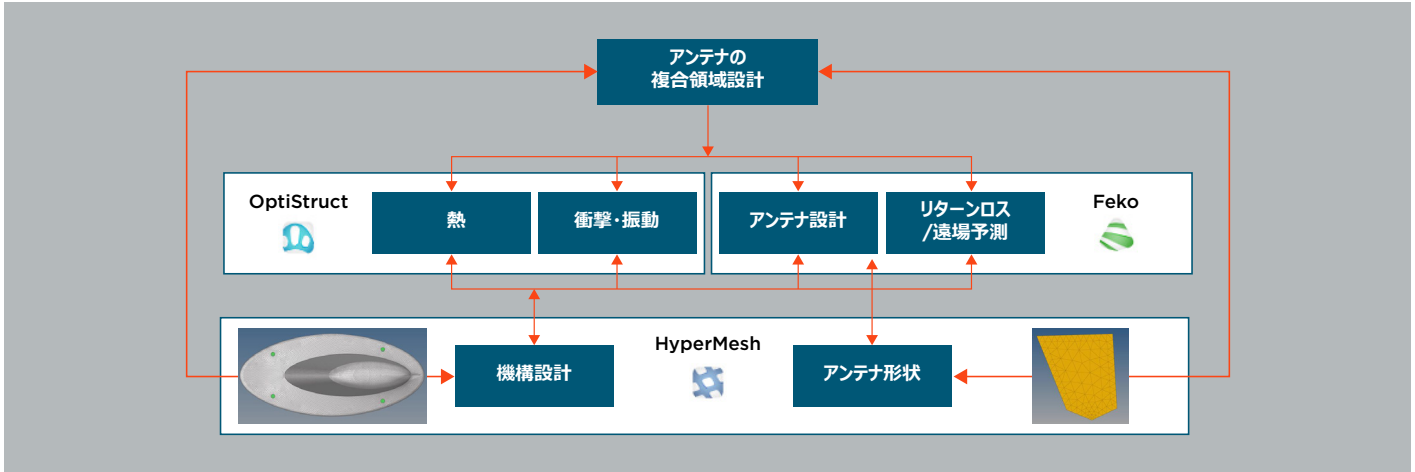 アンテナの
複合領域設計
OptiStruct
熱
衝撃・振動
アンテナ設計
リターンロス
/遠場予測
Feko
HyperMesh
機構設計
アンテナ形状